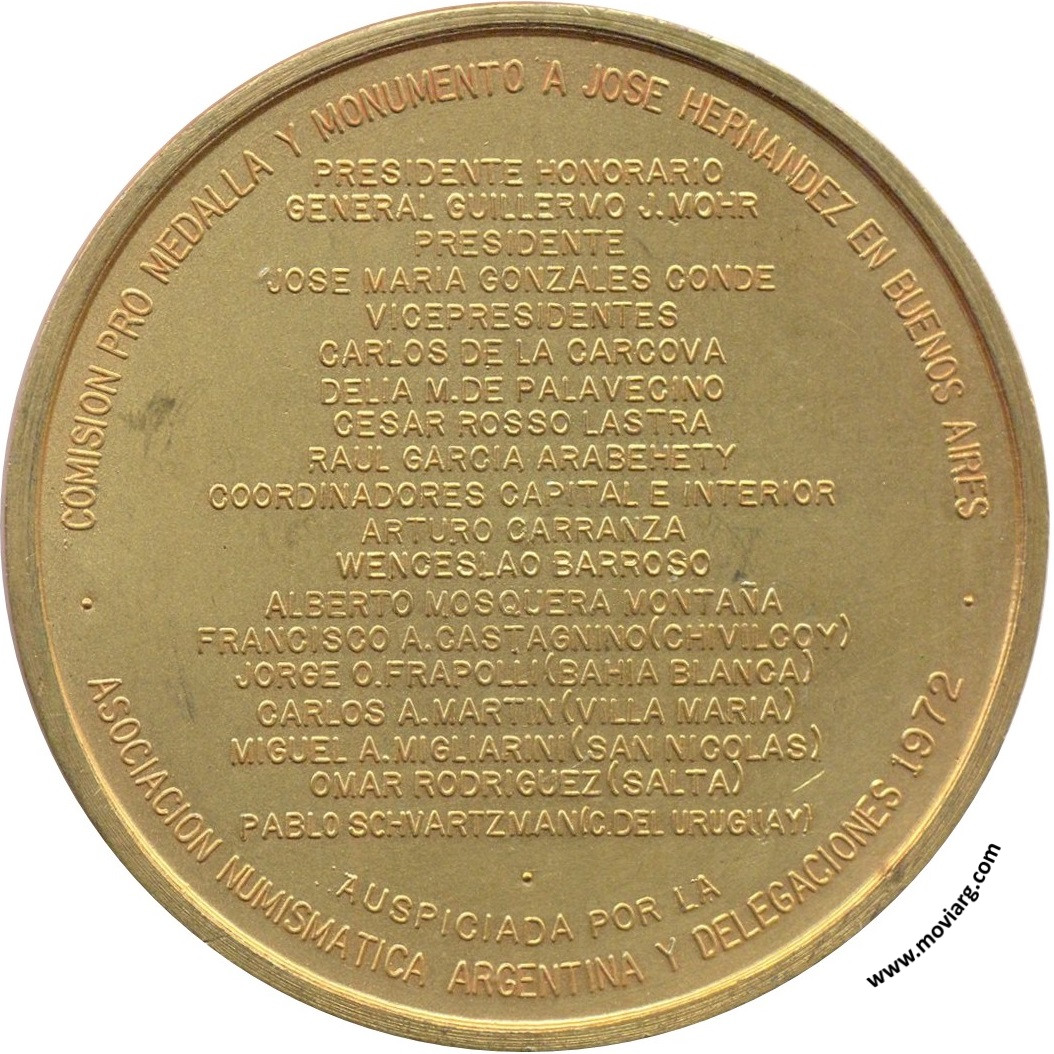 COMISION PRO MEDALLA Y MONUMENTO A JOSE HERNANDEZ EN BUENOS AIRES
PRESIDENTE HONORARIO
GENERAL GUILLERMO J. MOHR
PRESIDENTE
JOSE MARIA GONZALES CONDE
VICEPRESIDENTES
CARLOS DE LA CARCOVA
DELIA M. DE PALAVECINO
CESAR ROSSO LASTRA
RAUL GARCIA ARABEHETY
COORDINADORES CAPITAL E INTERIOR
ARTURO CARRANZA
WENCESLAO BARROSO
ALBERTO MOSQUERA MONTAÑA
FRANCISCO A. CASTAGNINO (CHIVILCOY)
JORGE O. FRAPOLLI (BAHIA BLANCA)
CARLOS A. MARTIN (VILLA MARIA)
MIGUEL A. MIGLIARINI (SAN NICOLAS)
OMAR RODRIGUEZ (SALTA)
PABLO SCHVARTZMAN (C. DEL URUGUAY)
AUSPICIADA POR LA
ASOCIACION NUMISMATICA ARGENTINA Y DELEGACIONES 1972
www.moviarg.com